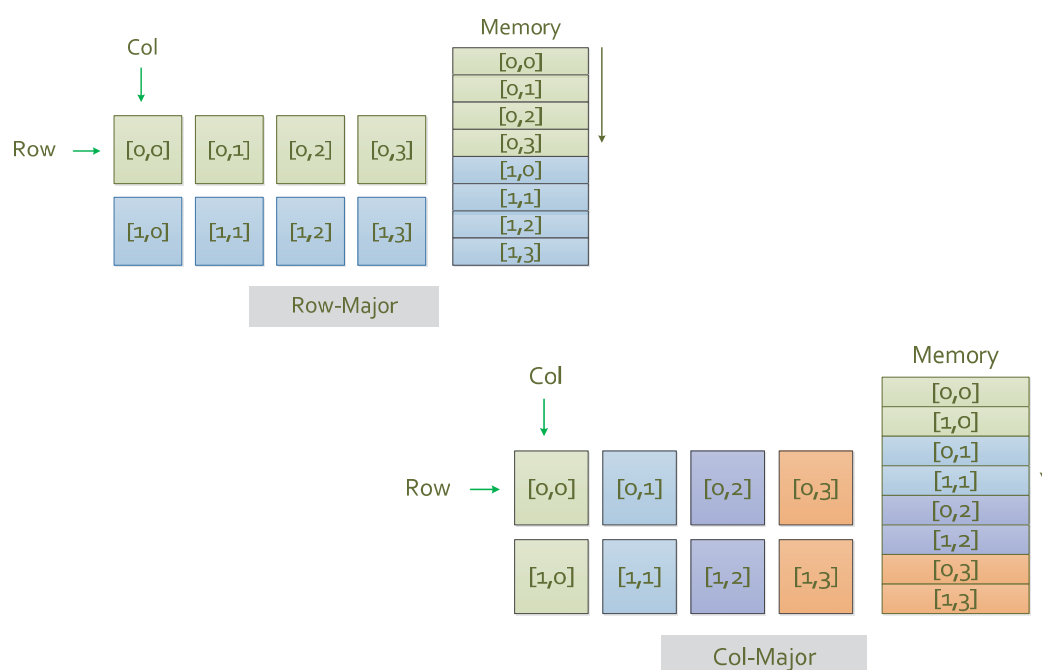 Memory
Col
[0,0]
[0,1]
[0,2]
[0,3]
[1,0]
[1,1]
[1,2]
[1,3]
Row
[0,0] [0,1] [0,2] [0,3]
[1,0] [1,1] [1,2] [1,3]
Row-Major
Memory
Col
[0,0]
[1,0]
[0,1]
[1,1]
[0,2]
[1,2]
[0,3]
[1,3]
Row
[0,0] [0,1] [0,2] [0,3]
[1,0] [1,1] [1,2] [1,3]
Col-Major